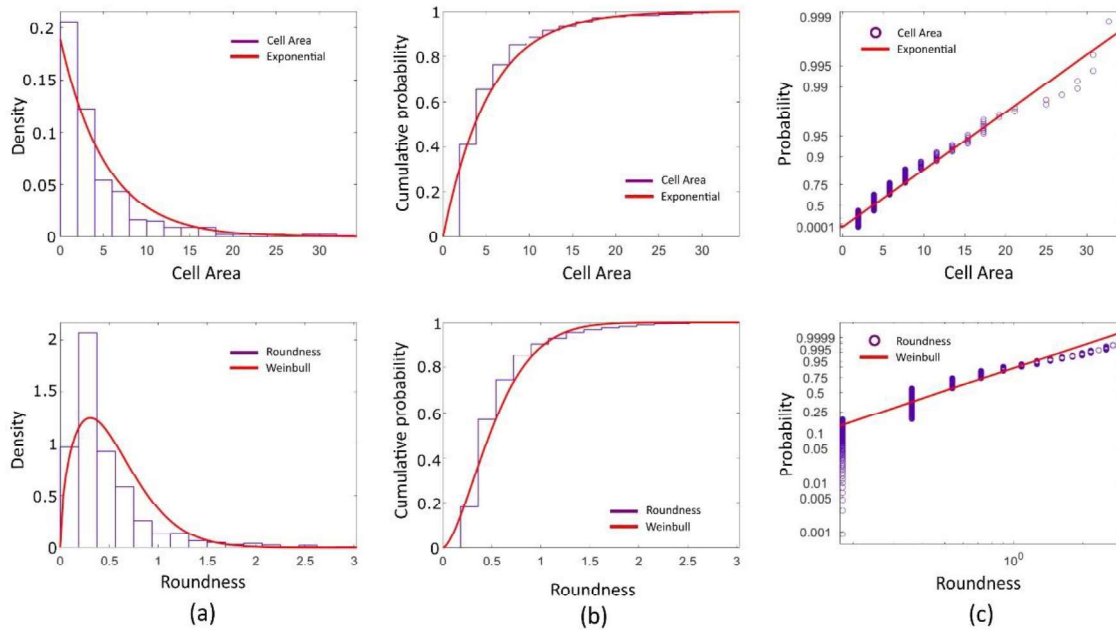 0.2
0.15
0.1
0.05
0
Density
Cell Area
Exponential
0 5 10 15 20 25 30
Cell Area
1
0.8
0.6
0.4
0.2
0
Cumulative probability
Cell Area
Exponential
0 5 10 15 20 25 30
Cell Area
0.999
0.995
0.99
0.95
0.9
0.75
0.5
0.0001
Probability
Cell Area
Exponential
0 5 10 15 20 25 30
Cell Area
2
1.5
1
0.5
0
Density
Roundness
Weinbull
0 0.5 1 1.5 2 2.5 3
Roundness
(a)
1
0.8
0.6
0.4
0.2
0
Cumulative probability
Roundness
Weinbull
0 0.5 1 1.5 2 2.5 3
Roundness
(b)
0.9999
0.995
0.95
0.75
0.5
0.25
0.1
0.01
0.005
0.001
Probability
Roundness
Weinbull
10⁰
Roundness
(c)